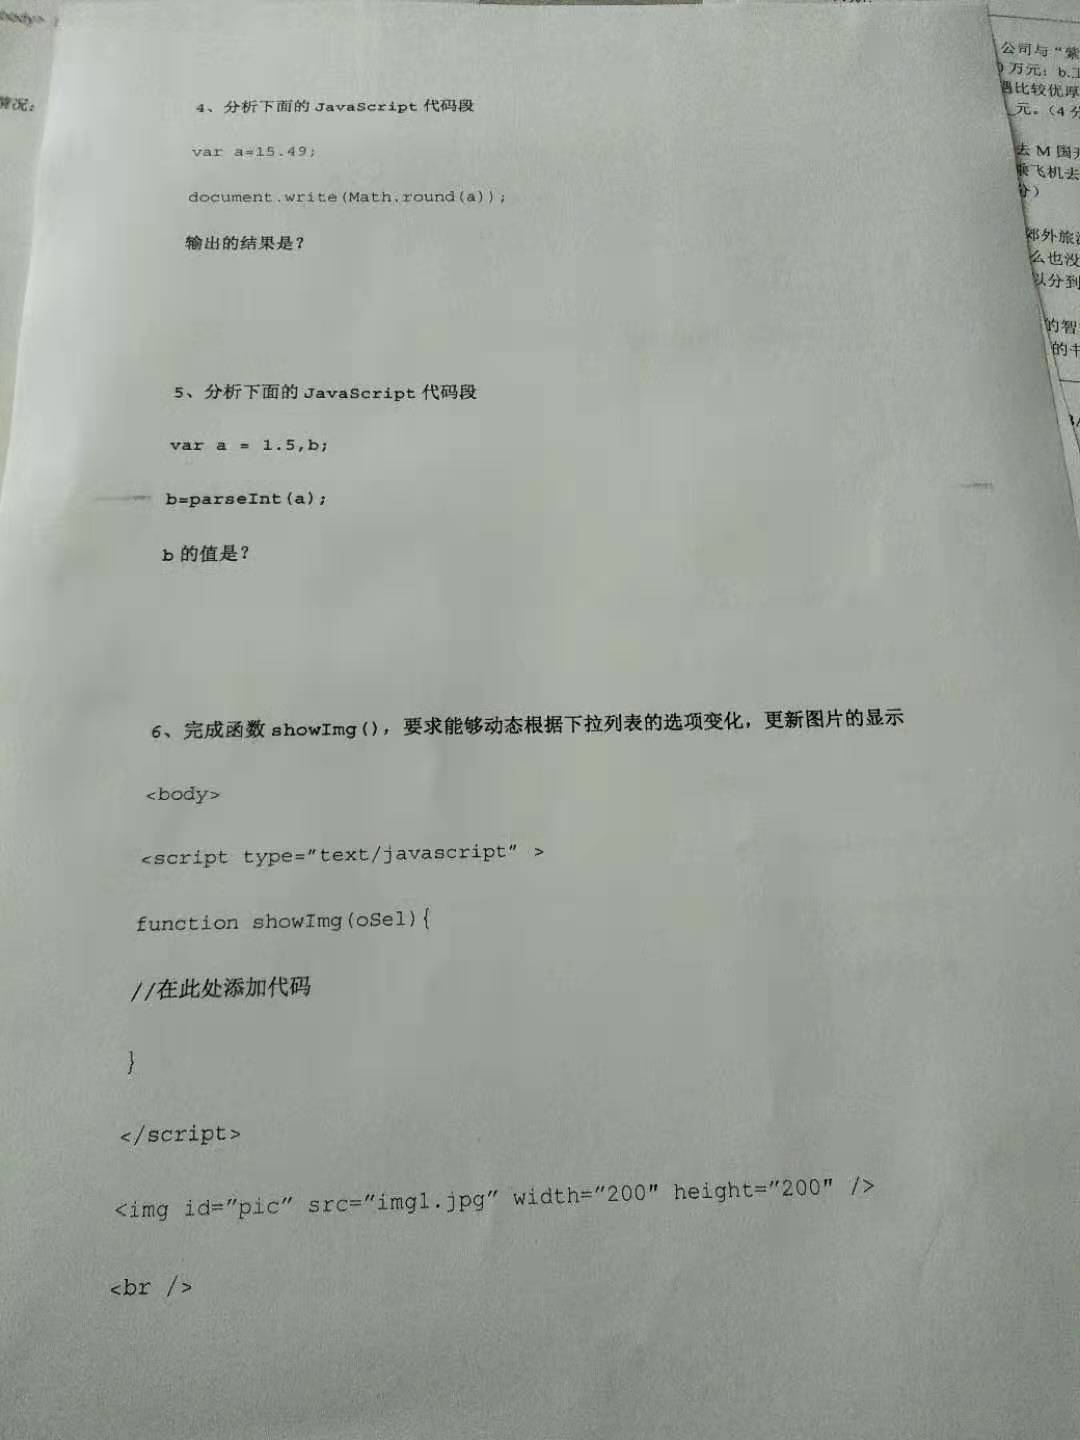 情况：
4、分析下面的 JavaScript 代码段
var a=15.49;
document.write(Math.round(a));
输出的结果是？
5、分析下面的 JavaScript 代码段
var a = 1.5,b;
b=parseInt(a);
b 的值是？
6、完成函数 showImg()，要求能够动态根据下拉列表的选项变化，更新图片的显示
<body>
<script type="text/javascript" >
function showImg(oSel){
//在此处添加代码
}
</script>
<img id="pic" src="img1.jpg" width="200" height="200" />
<br />
公司与“紫
万元；b.
比较优厚
元。（4 分
去 M 国
乘飞机去
分）
郊外旅
么也没
以分到
的智
的